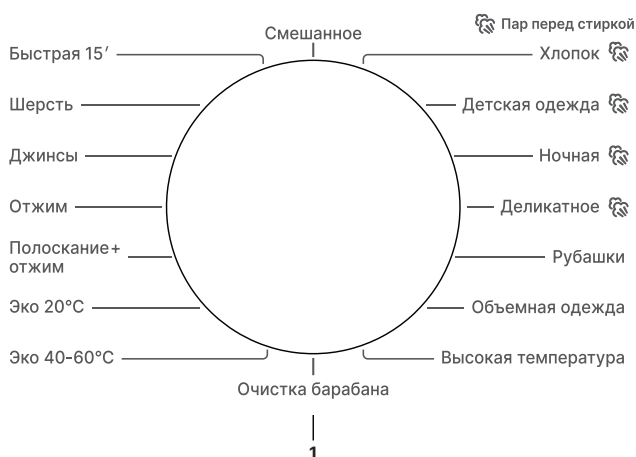 Пар перед стиркой
Смешанное
Быстрая 15′
Хлопок
Шерсть
Детская одежда
Джинсы
Ночная
Отжим
Деликатное
Полоскание+
отжим
Рубашки
Эко 20°C
Объемная одежда
Эко 40-60°C
Высокая температура
Очистка барабана
1